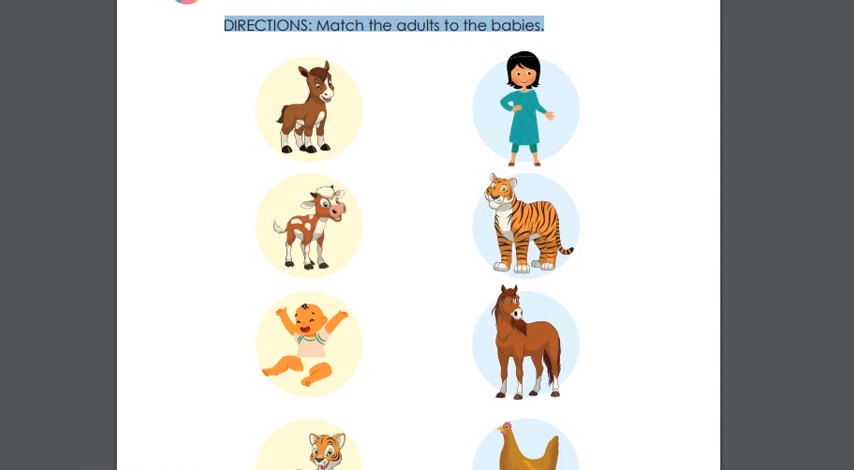 DIRECTIONS: Match the adults to the babies.